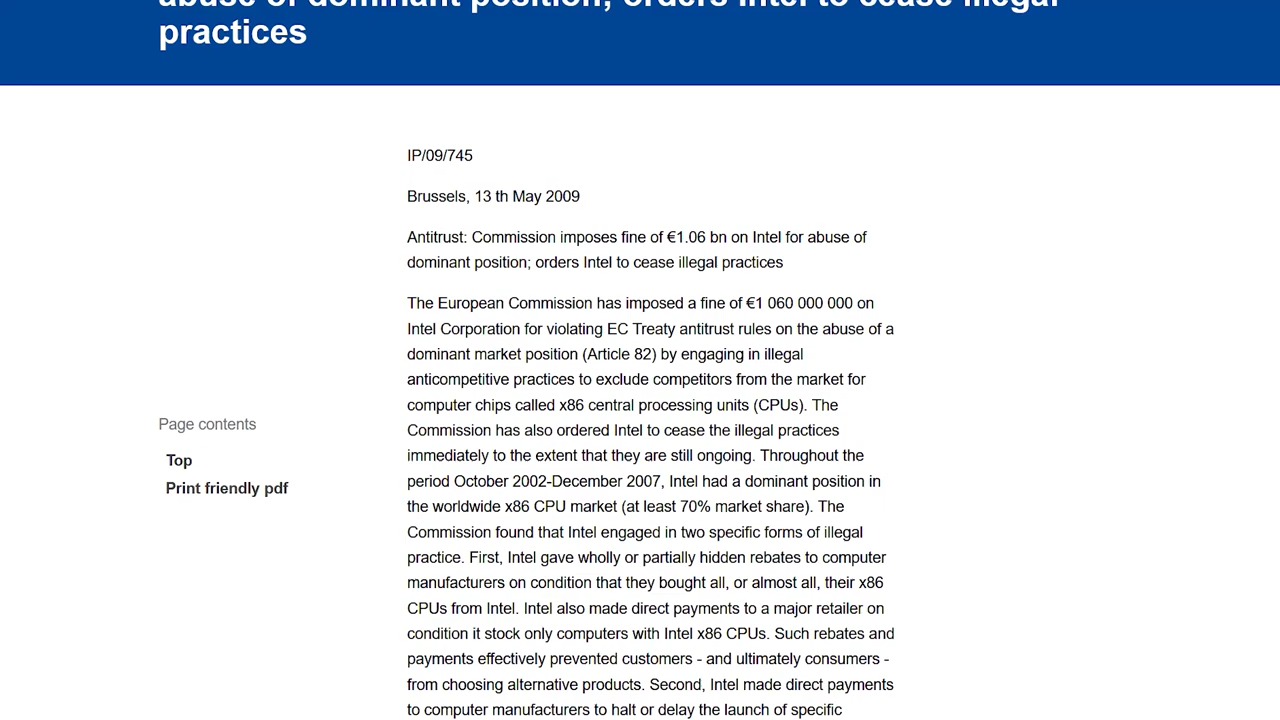 abuse of dominant position; orders Intel to cease illegal
practices
IP/09/745
Brussels, 13 th May 2009
Antitrust: Commission imposes fine of €1.06 bn on Intel for abuse of
dominant position; orders Intel to cease illegal practices
The European Commission has imposed a fine of €1 060 000 000 on
Intel Corporation for violating EC Treaty antitrust rules on the abuse of a
dominant market position (Article 82) by engaging in illegal
anticompetitive practices to exclude competitors from the market for
computer chips called x86 central processing units (CPUs). The
Commission has also ordered Intel to cease the illegal practices
immediately to the extent that they are still ongoing. Throughout the
period October 2002-December 2007, Intel had a dominant position in
the worldwide x86 CPU market (at least 70% market share). The
Commission found that Intel engaged in two specific forms of illegal
practice. First, Intel gave wholly or partially hidden rebates to computer
manufacturers on condition that they bought all, or almost all, their x86
CPUs from Intel. Intel also made direct payments to a major retailer on
condition it stock only computers with Intel x86 CPUs. Such rebates and
payments effectively prevented customers - and ultimately consumers -
from choosing alternative products. Second, Intel made direct payments
to computer manufacturers to halt or delay the launch of specific
Page contents
Top
Print friendly pdf